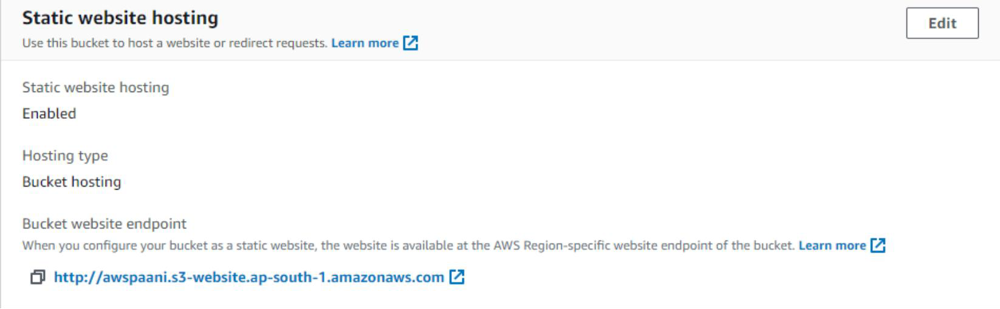 Static website hosting
Edit
Use this bucket to host a website or redirect requests. Learn more
Static website hosting
Enabled
Hosting type
Bucket hosting
Bucket website endpoint
When you configure your bucket as a static website, the website is available at the AWS Region-specific website endpoint of the bucket. Learn more
http://awspaani.s3-website.ap-south-1.amazonaws.com